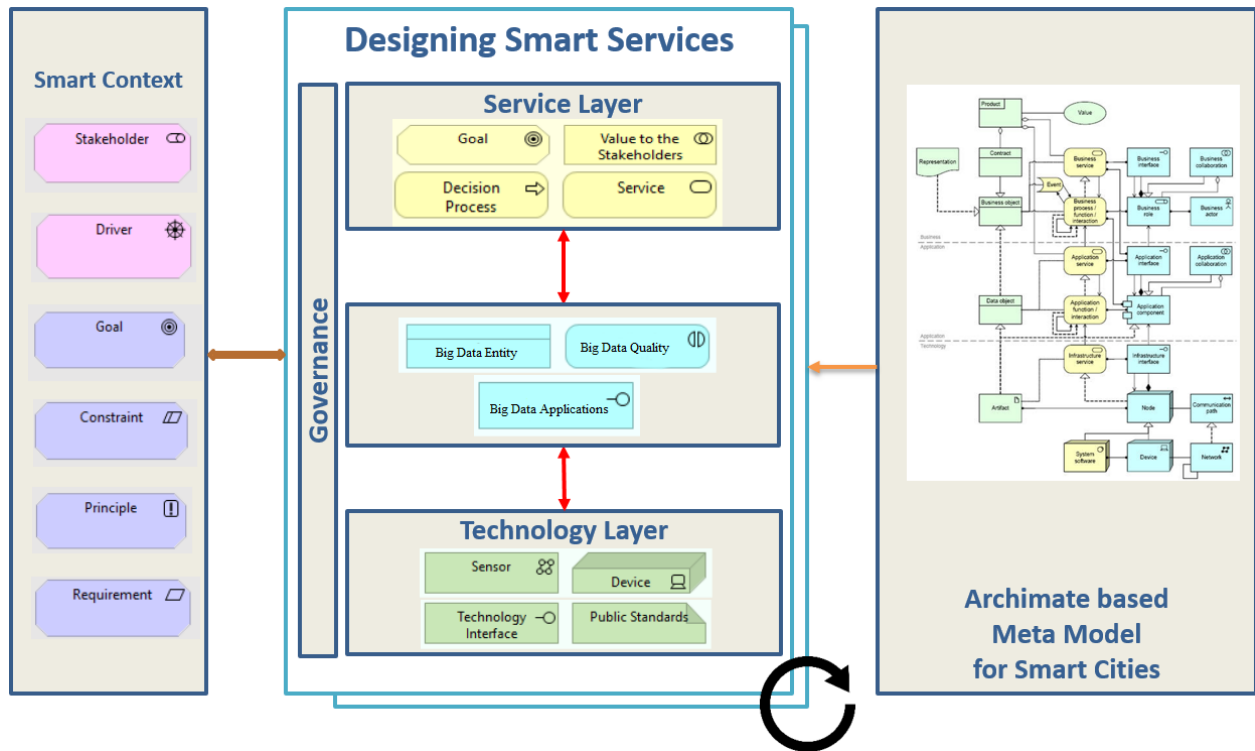 Smart Context
Stakeholder
Driver
Goal
Constraint
Principle
Requirement
Designing Smart Services
Governance
Service Layer
Goal
Value to the
Stakeholders
Decision
Process
Service
Big Data Entity
Big Data Quality
Big Data Applications
Technology Layer
Sensor
Device
Technology
Interface
Public Standards
Product
Value
Contract
Representation
Business
service
Business
interface
Business
collaboration
Event
Business object
Business
process /
function /
interaction
Business
role
Business
actor
Business
Application
Application
service
Application
interface
Application
collaboration
Data object
Application
function /
interaction
Application
component
Application
Technology
Infrastructure
service
Infrastructure
interface
Artifact
Node
Communication
path
System
software
Device
Network
Archimate based
Meta Model
for Smart Cities